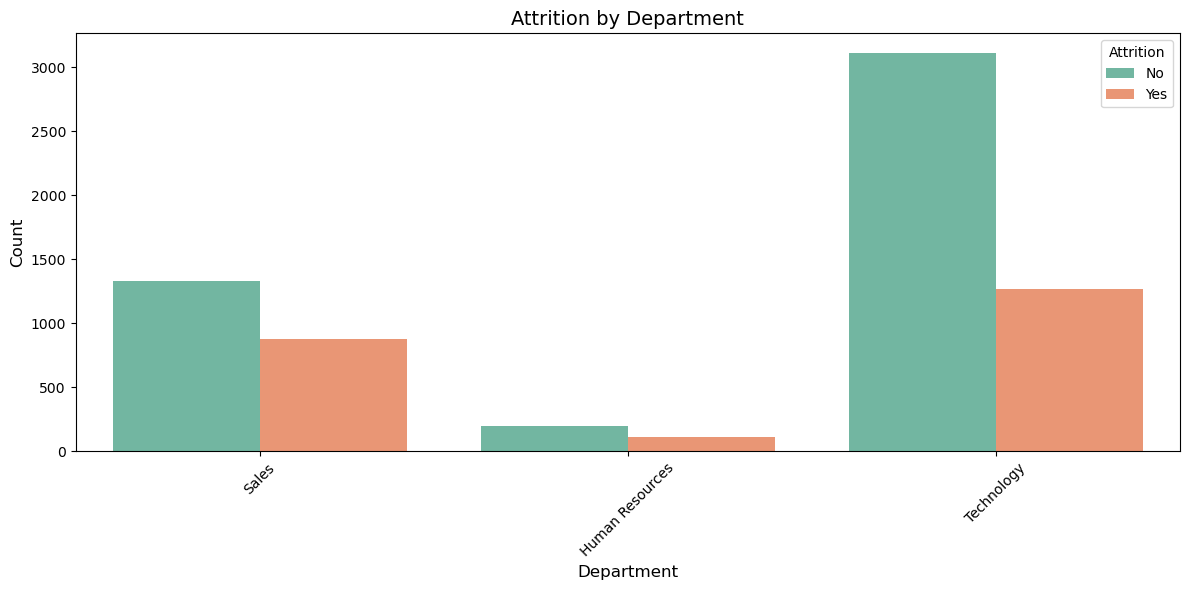 Attrition by Department
Attrition
No
Yes
3000
2500
2000
1500
1000
500
0
Count
Sales
Human Resources
Technology
Department